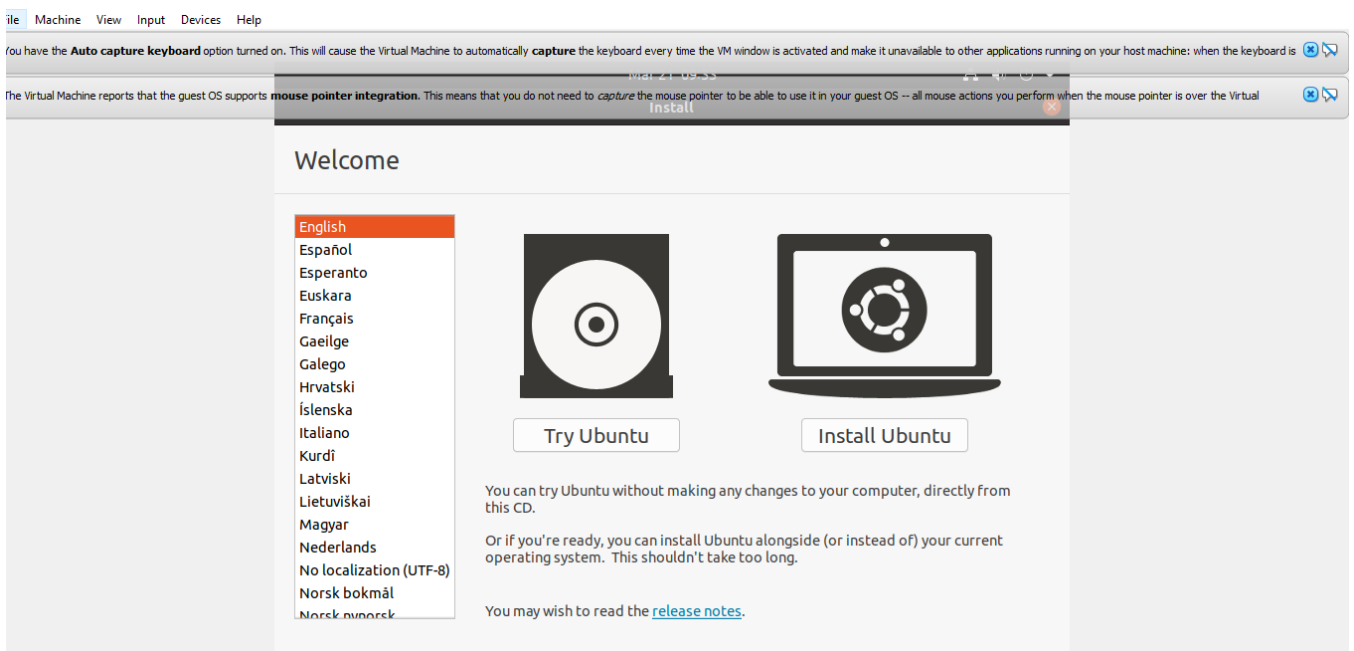 File Machine View Input Devices Help
You have the Auto capture keyboard option turned on. This will cause the Virtual Machine to automatically capture the keyboard every time the VM window is activated and make it unavailable to other applications running on your host machine: when the keyboard is
Mar 21 09:33
The Virtual Machine reports that the guest OS supports mouse pointer integration. This means that you do not need to capture the mouse pointer to be able to use it in your guest OS -- all mouse actions you perform when the mouse pointer is over the Virtual
Install
Welcome
English
Español
Esperanto
Euskara
Français
Gaeilge
Galego
Hrvatski
Íslenska
Italiano
Kurdî
Latviski
Lietuviškai
Magyar
Nederlands
No localization (UTF-8)
Norsk bokmål
Norsk nynorsk
Try Ubuntu
Install Ubuntu
You can try Ubuntu without making any changes to your computer, directly from
this CD.
Or if you're ready, you can install Ubuntu alongside (or instead of) your current
operating system. This shouldn't take too long.
You may wish to read the release notes.